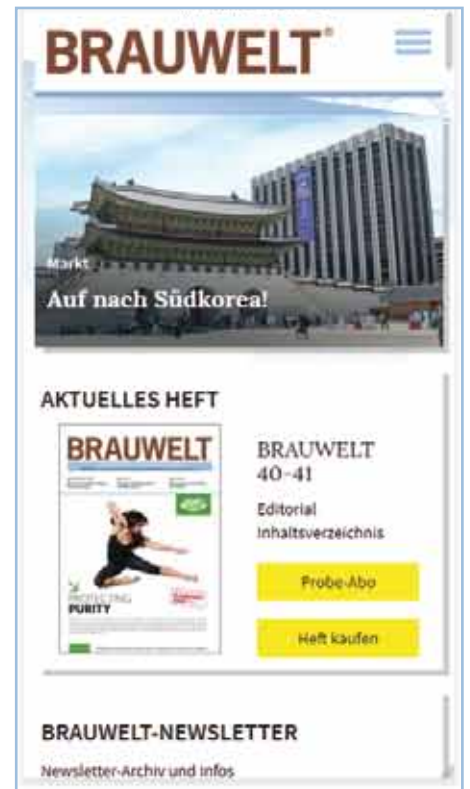 BRAUWELT®
Markt
Auf nach Südkorea!
AKTUELLES HEFT
BRAUWELT
PROTECTING
PURITY
BRAUWELT
40-41
Editorial
Inhaltsverzeichnis
Probe-Abo
Heft kaufen
BRAUWELT-NEWSLETTER
Newsletter-Archiv und Infos